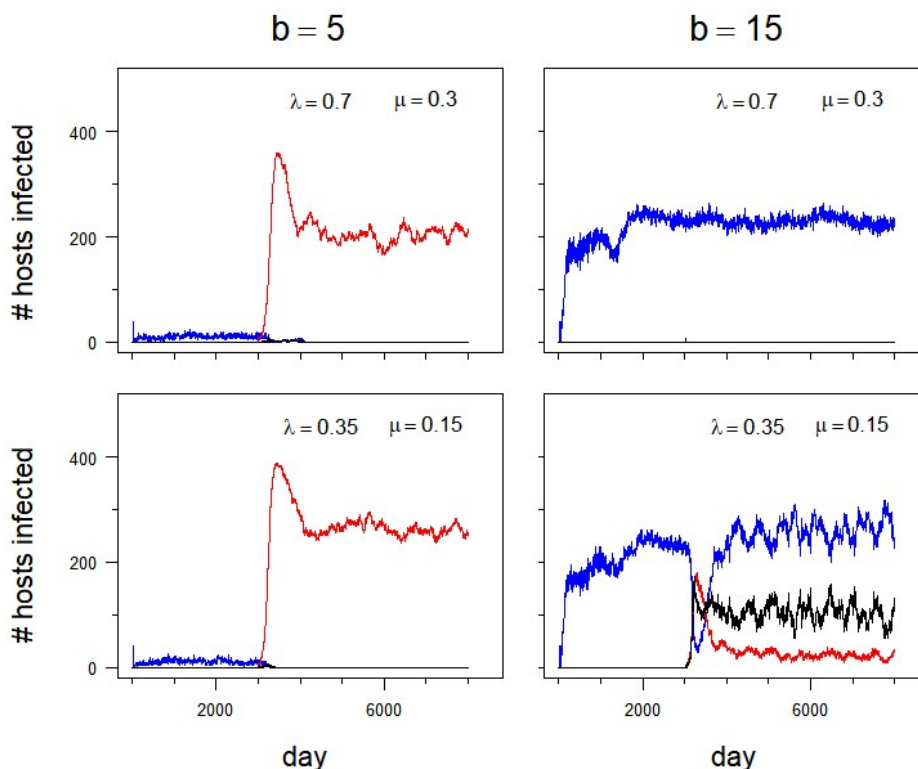 b = 5
b = 15
# hosts infected
400
200
0
λ = 0.7 μ = 0.3
λ = 0.7 μ = 0.3
# hosts infected
400
200
0
λ = 0.35 μ = 0.15
λ = 0.35 μ = 0.15
2000 6000
2000 6000
day
day